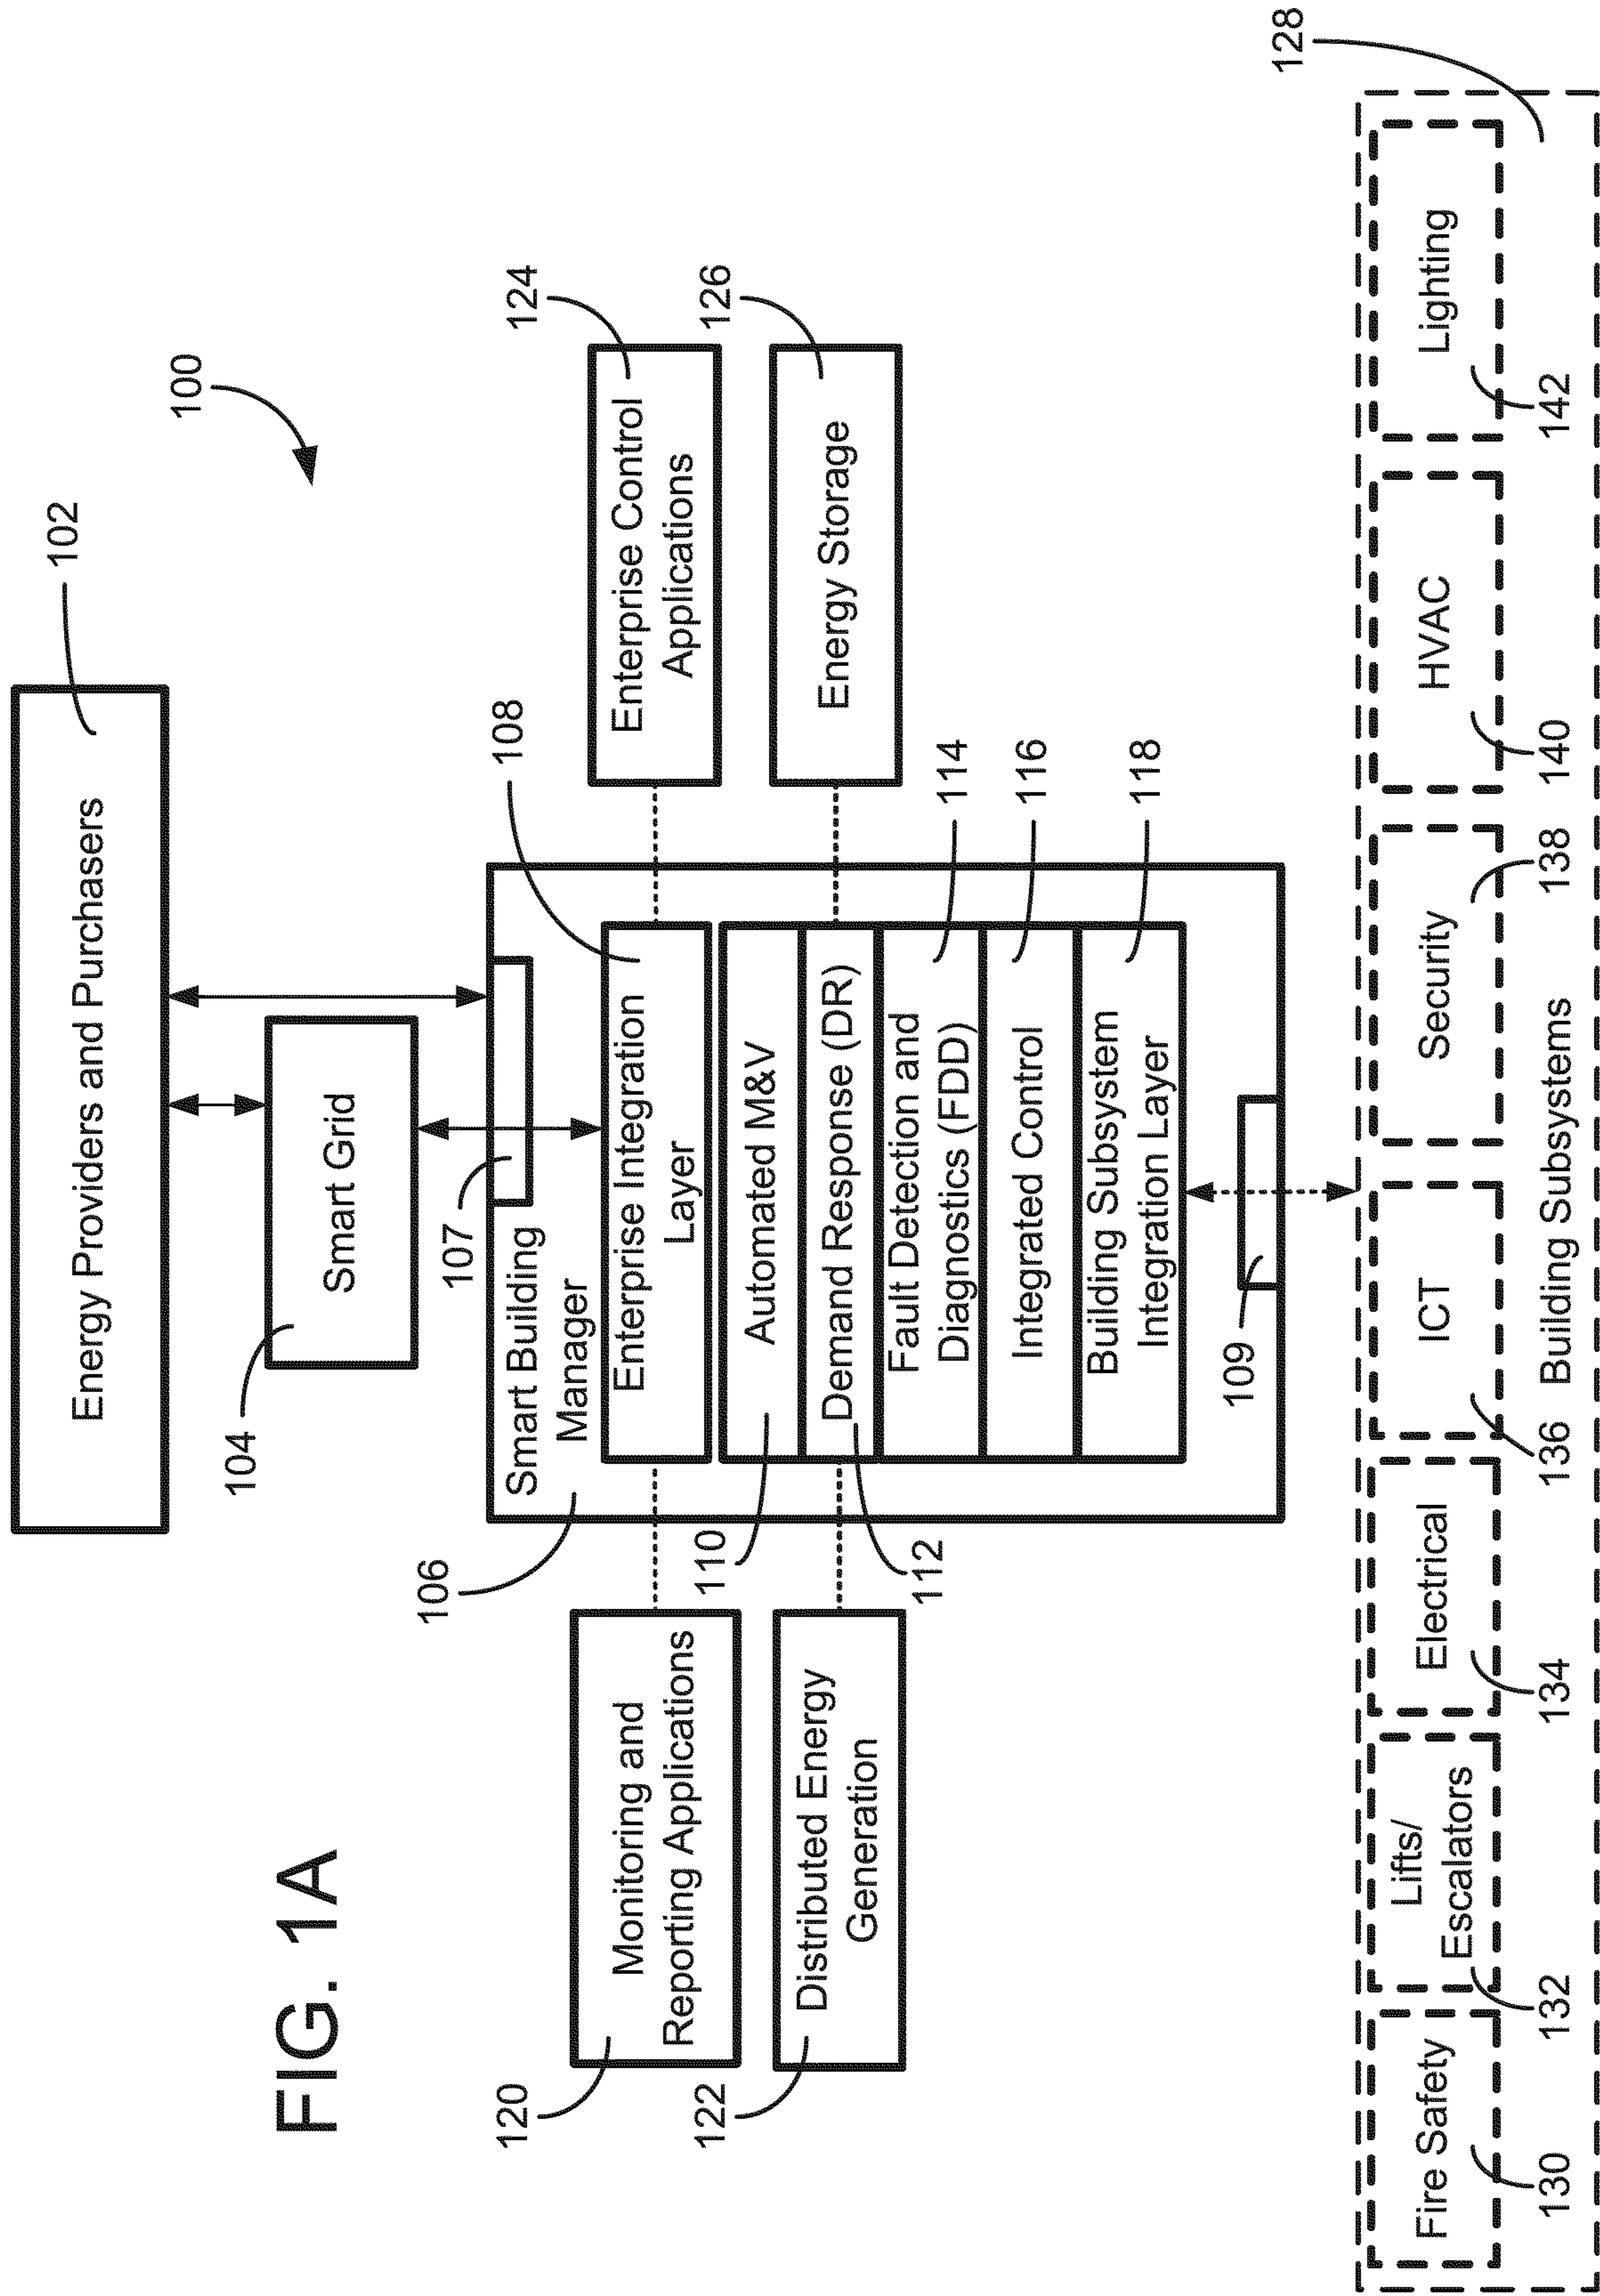 FIG. 1A
100
Energy Providers and Purchasers
102
Smart Grid
104
107
Smart Building
Manager
106
108
Enterprise Integration
Layer
Automated M&V
110
Demand Response (DR)
112
Fault Detection and
Diagnostics (FDD)
114
Integrated Control
116
Building Subsystem
Integration Layer
118
109
120
Monitoring and
Reporting Applications
122
Distributed Energy
Generation
124
Enterprise Control
Applications
126
Energy Storage
128
Fire Safety
130
Lifts/
Escalators
132
Electrical
134
ICT
136
Security
138
HVAC
140
Lighting
142
Building Subsystems